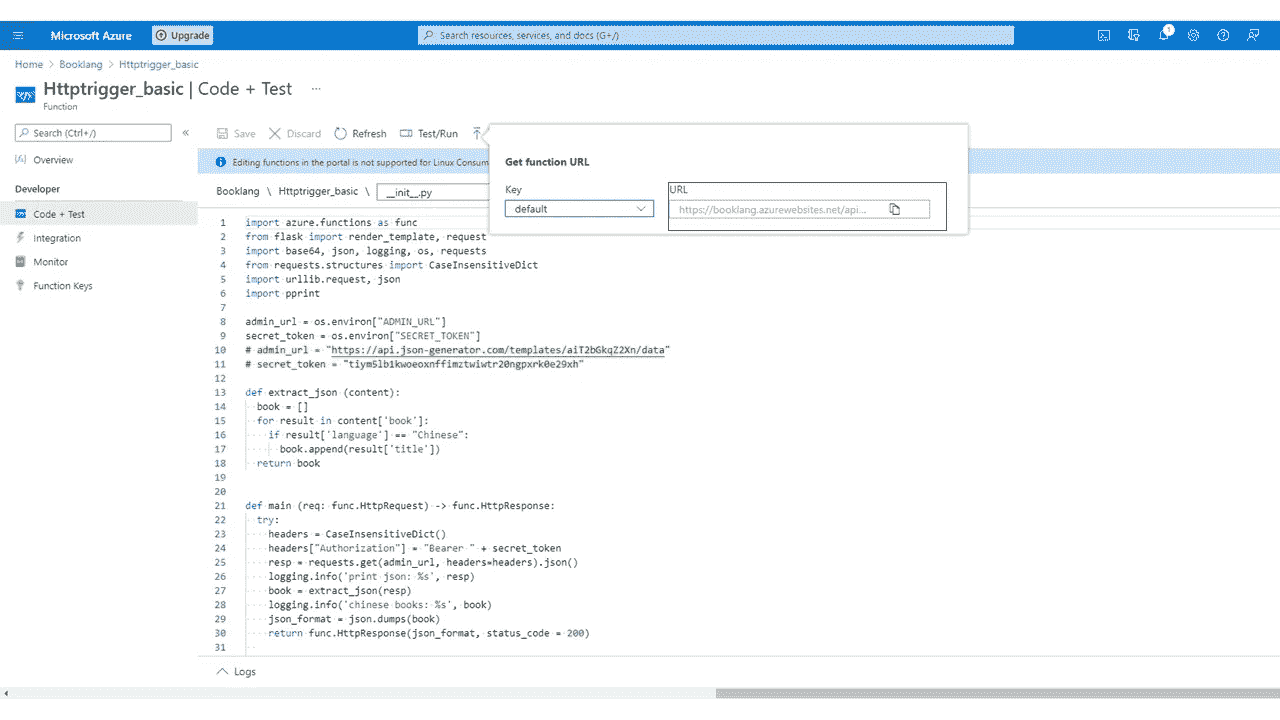 Microsoft Azure
Upgrade
Search resources, services, and docs (G+/)
1
Home > Booklang > Httptrigger_basic
Httptrigger_basic | Code + Test ...
Function
Search (Ctrl+/)
«
Save
Discard
Refresh
Test/Run
Overview
Developer
Code + Test
Integration
Monitor
Function Keys
Editing functions in the portal is not supported for Linux Consum
Get function URL
Key
default
URL
https://booklang.azurewebsites.net/api...
Booklang \ Httptrigger_basic \ __init__.py
1 import azure.functions as func
2 from flask import render_template, request
3 import base64, json, logging, os, requests
4 from requests.structures import CaseInsensitiveDict
5 import urllib.request, json
6 import pprint
7
8 admin_url = os.environ["ADMIN_URL"]
9 secret_token = os.environ["SECRET_TOKEN"]
10 # admin_url = "https://api.json-generator.com/templates/aiT2bGkqZ2Xn/data"
11 # secret_token = "tiym5lb1kwoeoxnffimztwiwtr20ngpxrk0e29xh"
12
13 def extract_json (content):
14 book = []
15 for result in content['book']:
16 if result['language'] == "Chinese":
17 book.append(result['title'])
18 return book
19
20
21 def main (req: func.HttpRequest) -> func.HttpResponse:
22 try:
23 headers = CaseInsensitiveDict()
24 headers["Authorization"] = "Bearer " + secret_token
25 resp = requests.get(admin_url, headers=headers).json()
26 logging.info('print json: %s', resp)
27 book = extract_json(resp)
28 logging.info('chinese books: %s', book)
29 json_format = json.dumps(book)
30 return func.HttpResponse(json_format, status_code = 200)
31
Logs